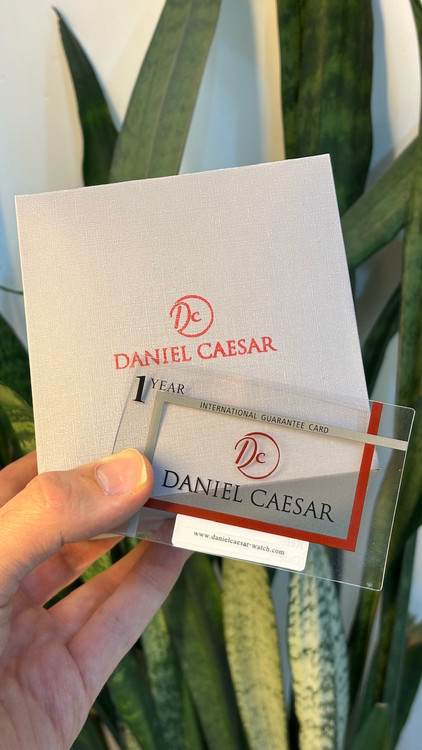 Dc
DANIEL CAESAR
1 YEAR
INTERNATIONAL GUARANTEE CARD
Dc
DANIEL CAESAR
www.danielcaesar-watch.com